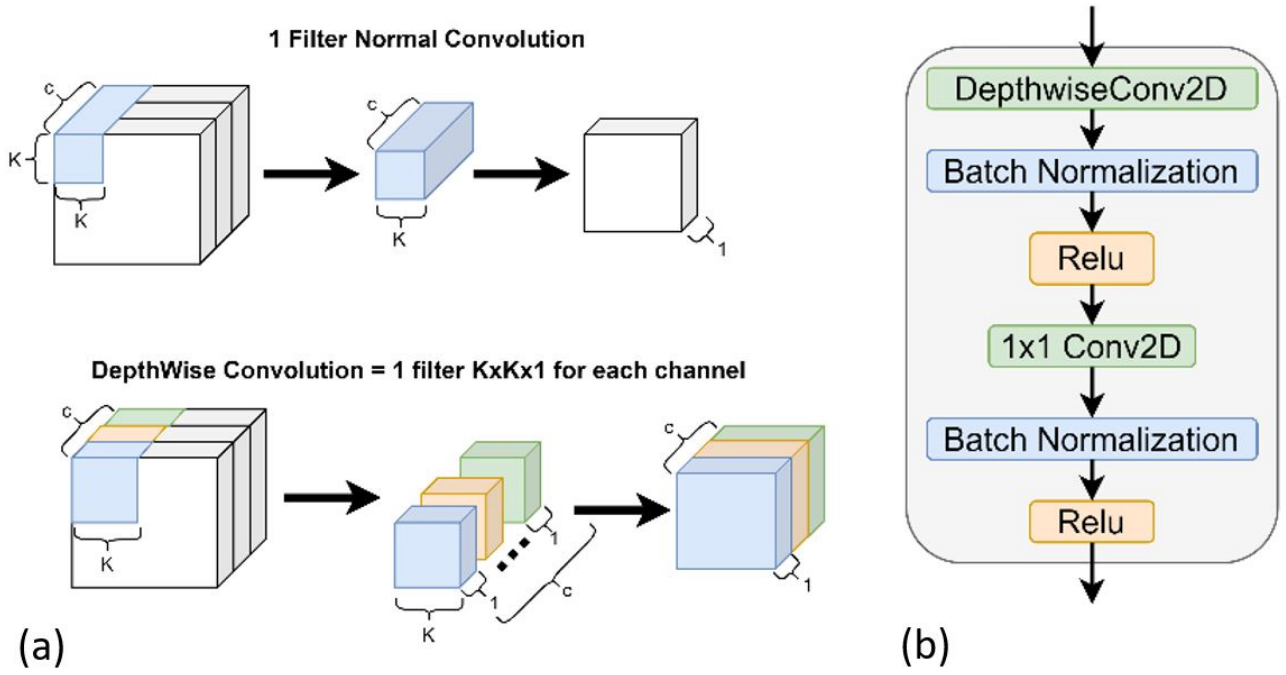 1 Filter Normal Convolution
c
K
K
c
K
1
DepthWise Convolution = 1 filter KxKx1 for each channel
c
K
K
1
1
c
c
1
(a)
DepthwiseConv2D
Batch Normalization
Relu
1x1 Conv2D
Batch Normalization
Relu
(b)